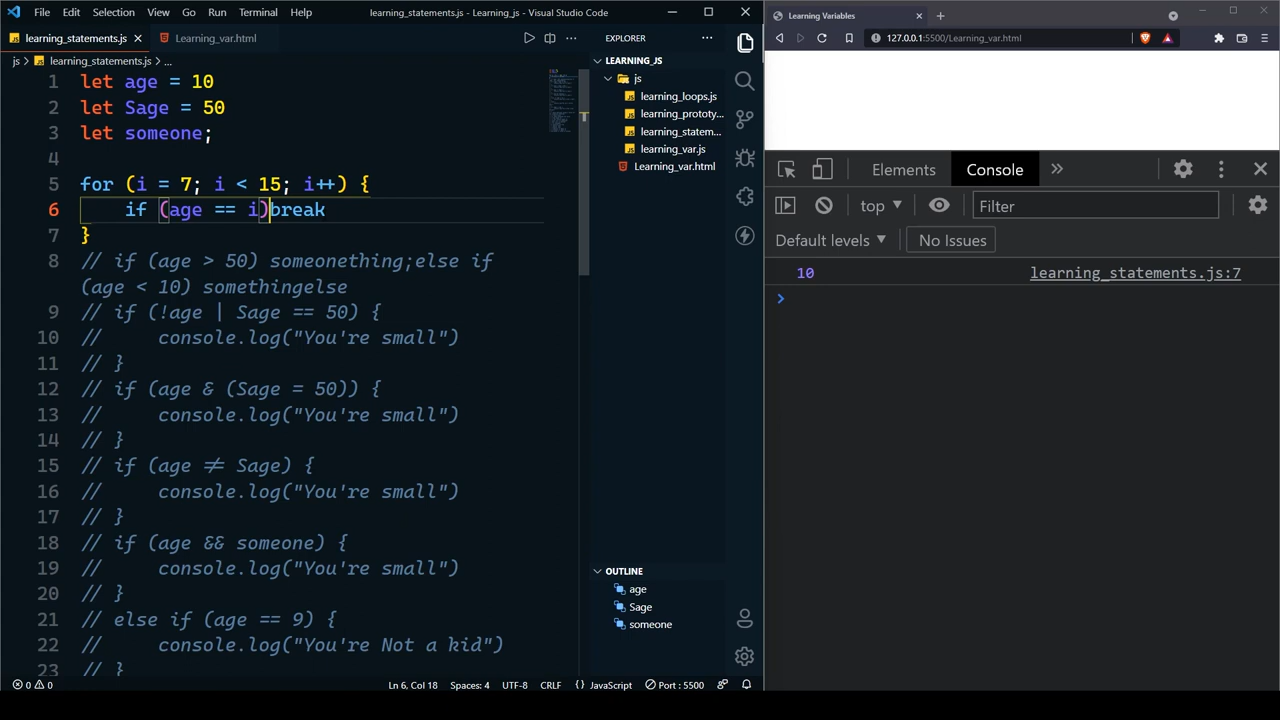 File Edit Selection View Go Run Terminal Help learning_statements.js - Learning_js - Visual Studio Code
learning_statements.js Learning_var.html
js > learning_statements.js > ...
1 let age = 10
2 let Sage = 50
3 let someone;
4
5 for (i = 7; i < 15; i++) {
6 if (age == i)break
7 }
8 // if (age > 50) someonething;else if
(age < 10) somethingelse
9 // if (!age | Sage == 50) {
10 // console.log("You're small")
11 // }
12 // if (age & (Sage = 50)) {
13 // console.log("You're small")
14 // }
15 // if (age != Sage) {
16 // console.log("You're small")
17 // }
18 // if (age && someone) {
19 // console.log("You're small")
20 // }
21 // else if (age == 9) {
22 // console.log("You're Not a kid")
23 // }
EXPLORER
LEARNING_JS
js
learning_loops.js
learning_prototy...
learning_statem...
learning_var.js
Learning_var.html
OUTLINE
age
Sage
someone
0 0 Ln 6, Col 18 Spaces: 4 UTF-8 CRLF {} JavaScript Port : 5500
Learning Variables
127.0.0.1:5500/Learning_var.html
Elements Console
top Filter
Default levels No Issues
10 learning_statements.js:7